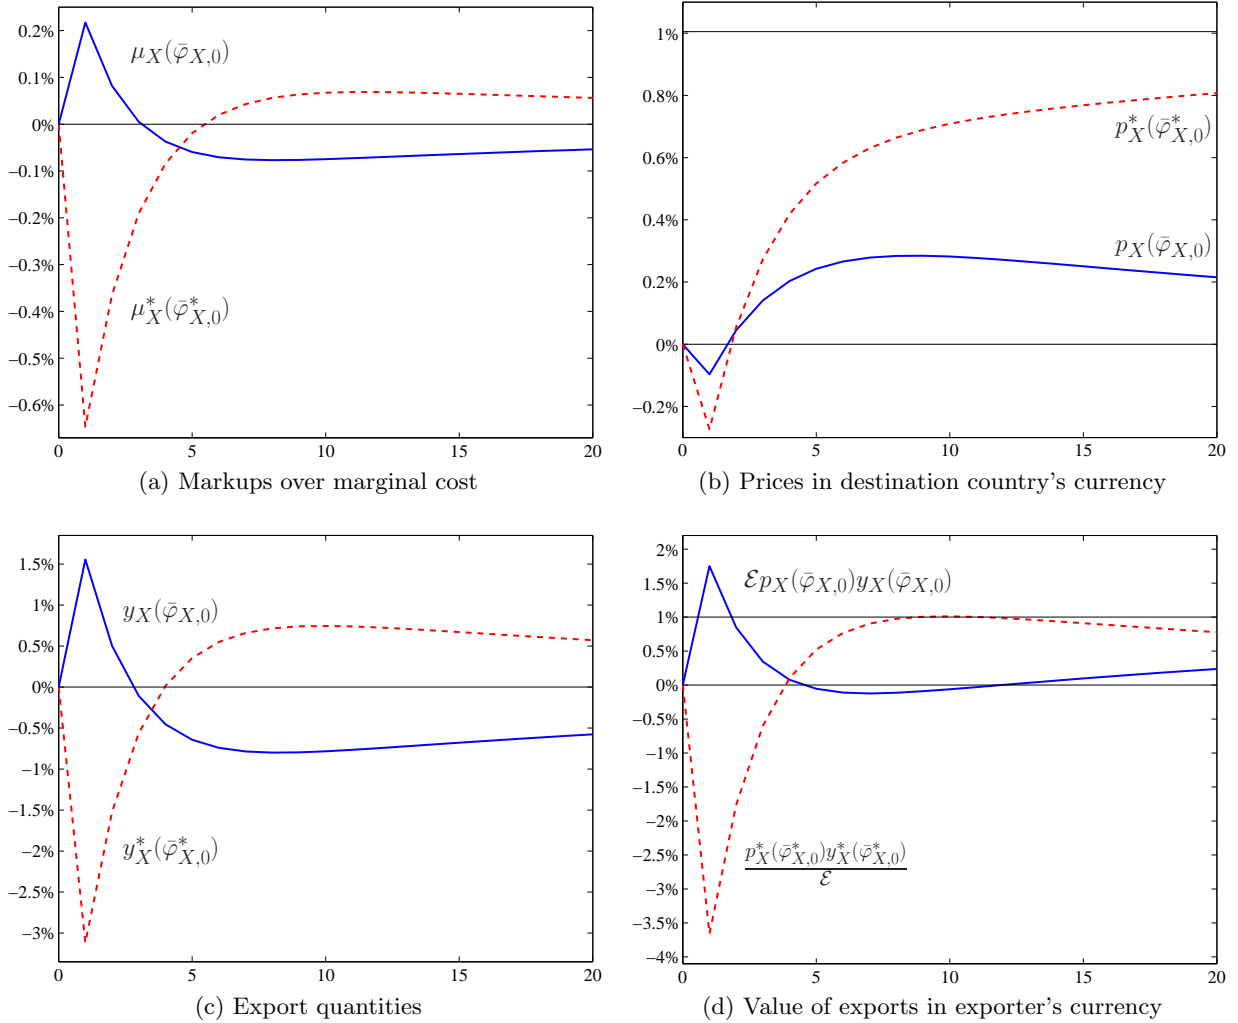 0.2%
0.1%
0%
−0.1%
−0.2%
−0.3%
−0.4%
−0.5%
−0.6%
0 5 10 15 20
μ_X(φ̄_{X,0})
μ*_X(φ̄*_{X,0})
(a) Markups over marginal cost
1%
0.8%
0.6%
0.4%
0.2%
0%
−0.2%
0 5 10 15 20
p*_X(φ̄*_{X,0})
p_X(φ̄_{X,0})
(b) Prices in destination country's currency
1.5%
1%
0.5%
0%
−0.5%
−1%
−1.5%
−2%
−2.5%
−3%
0 5 10 15 20
y_X(φ̄_{X,0})
y*_X(φ̄*_{X,0})
(c) Export quantities
2%
1.5%
1%
0.5%
0%
−0.5%
−1%
−1.5%
−2%
−2.5%
−3%
−3.5%
−4%
0 5 10 15 20
ℰp_X(φ̄_{X,0})y_X(φ̄_{X,0})
p*_X(φ̄*_{X,0})y*_X(φ̄*_{X,0})
ℰ
(d) Value of exports in exporter's currency